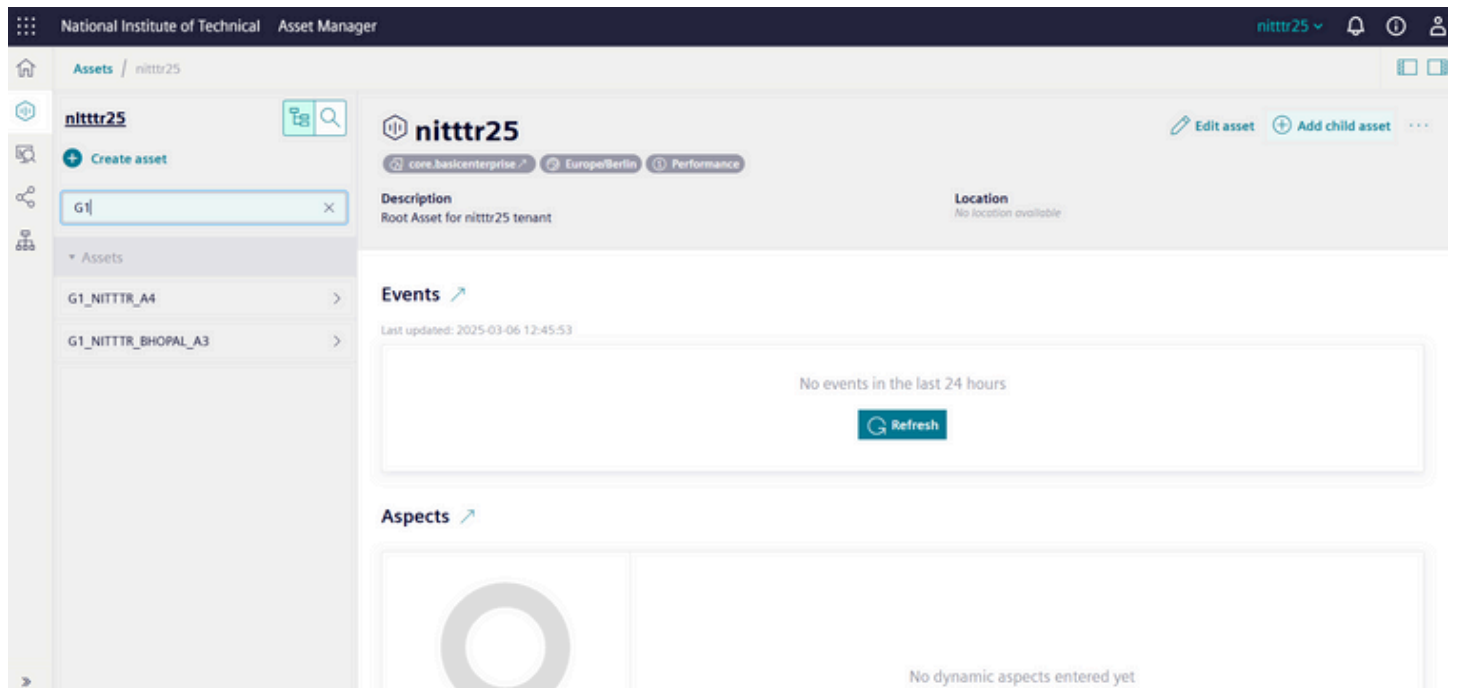 National Institute of Technical Asset Manager nitttr25
Assets / nitttr25
nitttr25
Create asset
G1
Assets
G1_NITTTR_A4
G1_NITTTR_BHOPAL_A3
nitttr25
Edit asset Add child asset ...
core.basicenterprise Europe/Berlin Performance
Description
Root Asset for nitttr25 tenant
Location
No location available
Events
Last updated: 2025-03-06 12:45:53
No events in the last 24 hours
Refresh
Aspects
No dynamic aspects entered yet